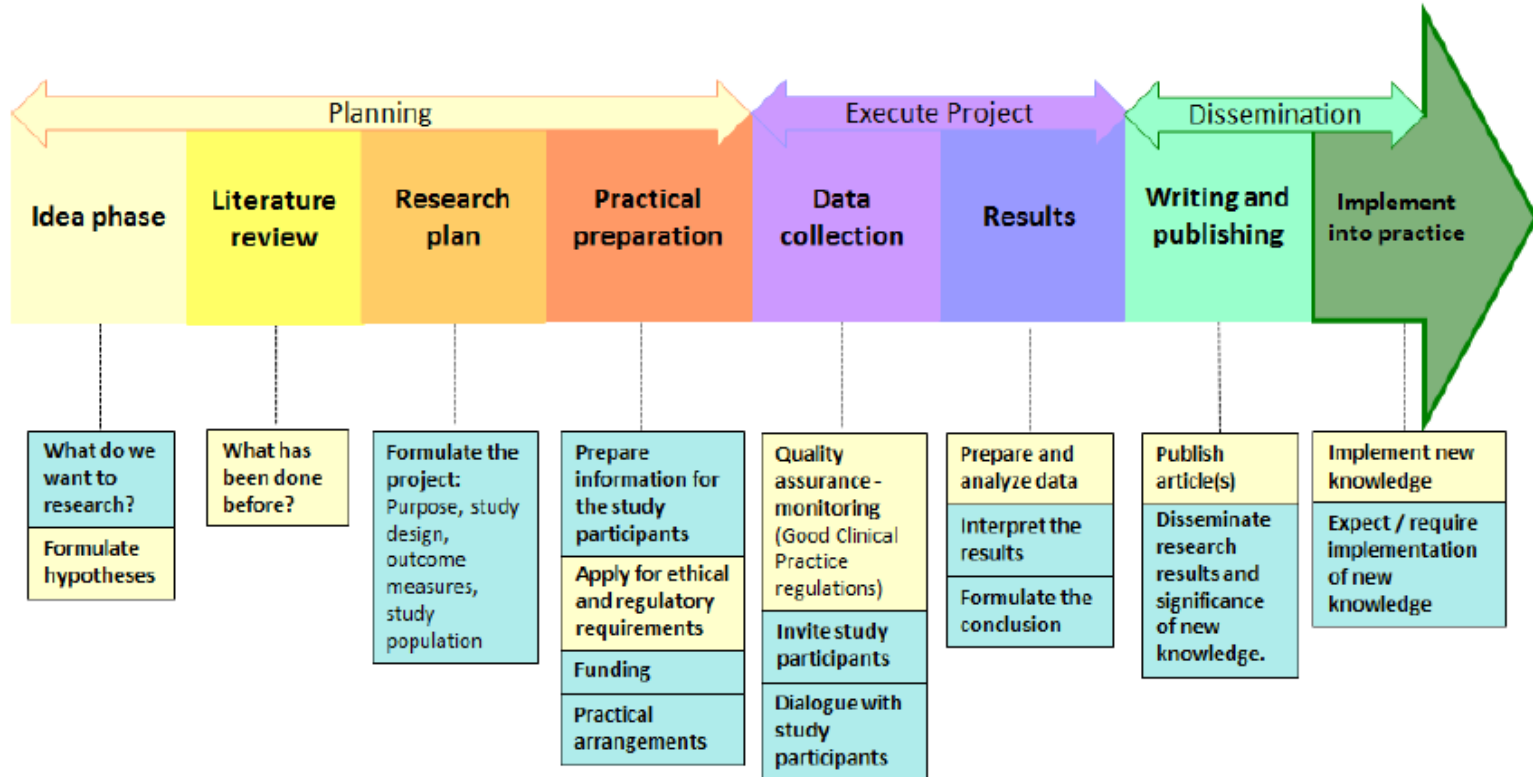 Planning
Execute Project
Dissemination
Idea phase
Literature
review
Research
plan
Practical
preparation
Data
collection
Results
Writing and
publishing
Implement
into practice
What do we
want to
research?
Formulate
hypotheses
What has
been done
before?
Formulate the
project:
Purpose, study
design,
outcome
measures,
study
population
Prepare
information for
the study
participants
Apply for ethical
and regulatory
requirements
Funding
Practical
arrangements
Quality
assurance -
monitoring
(Good Clinical
Practice
regulations)
Invite study
participants
Dialogue with
study
participants
Prepare and
analyze data
Interpret the
results
Formulate the
conclusion
Publish
article(s)
Disseminate
research
results and
significance
of new
knowledge.
Implement new
knowledge
Expect / require
implementation
of new
knowledge